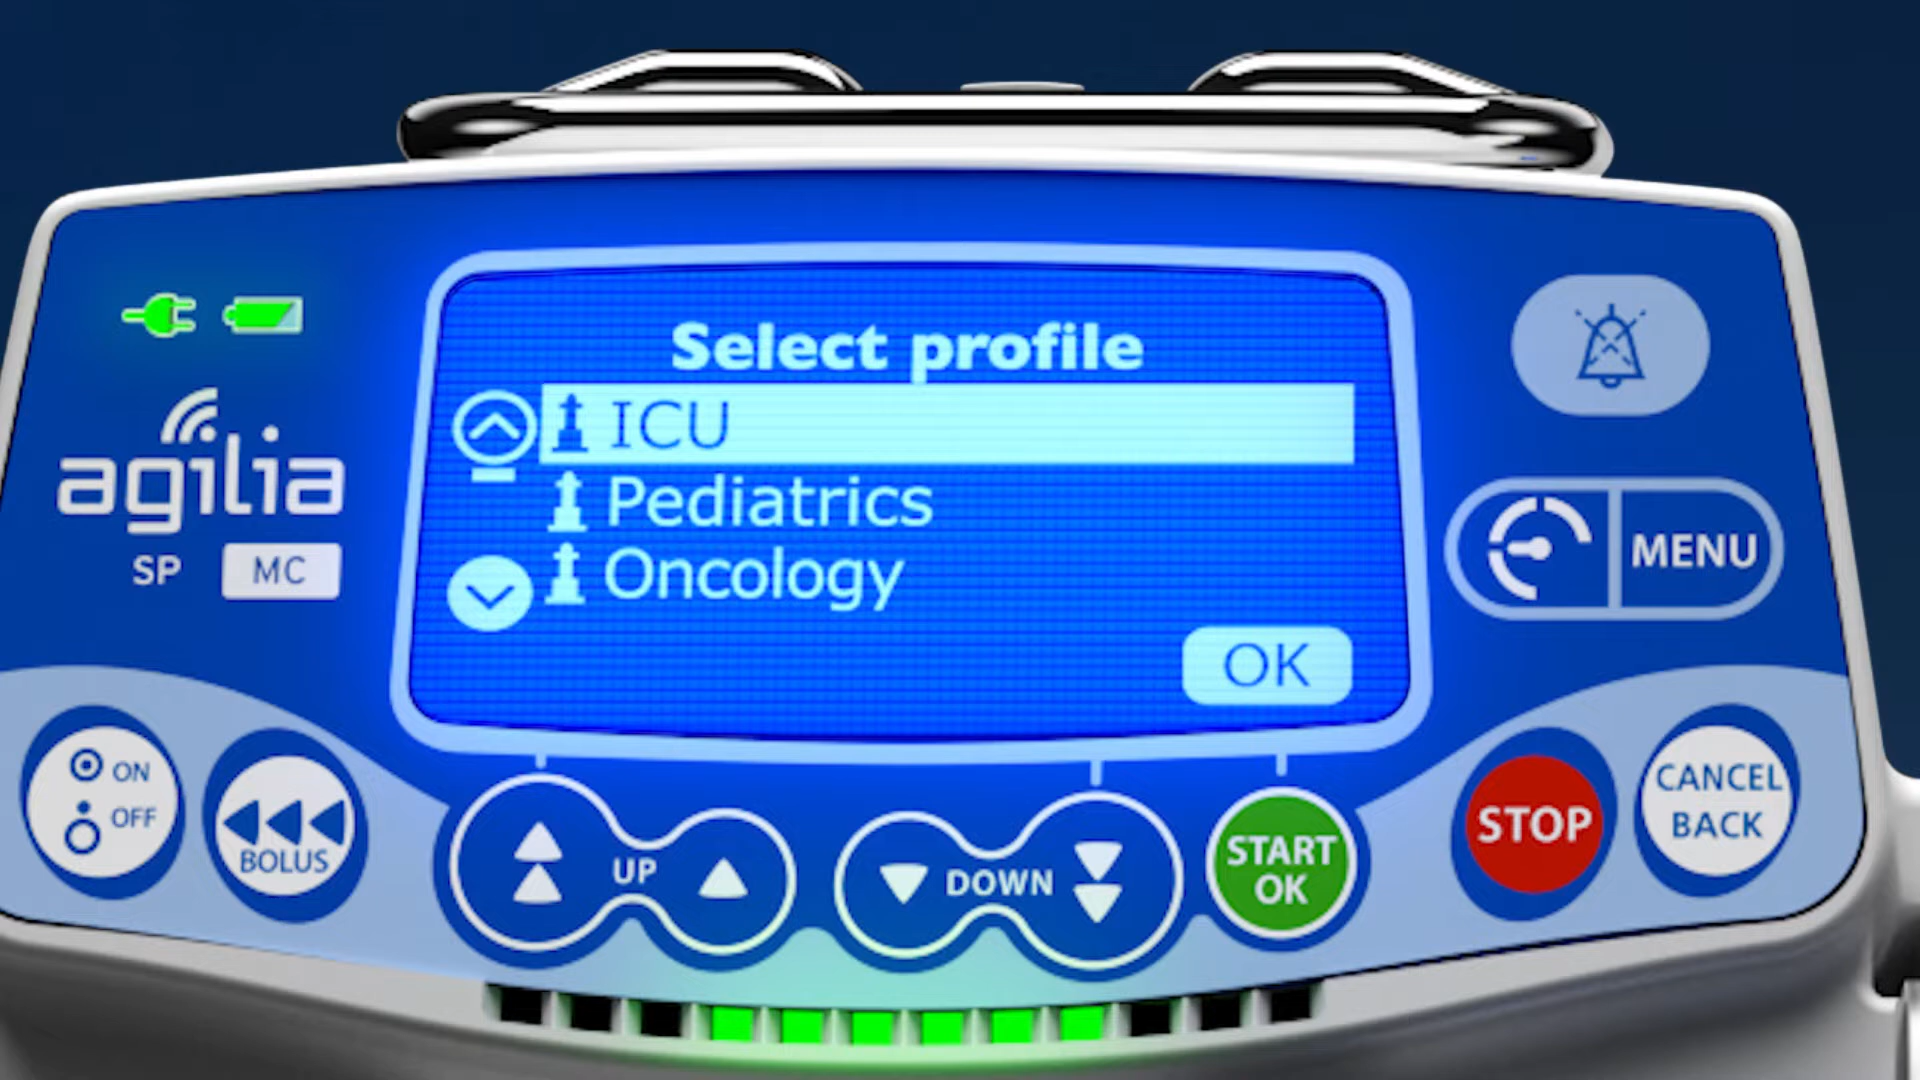 Select profile
ICU
Pediatrics
Oncology
OK
agilia
SP MC
MENU
ON
OFF
BOLUS
UP
DOWN
START
OK
STOP
CANCEL
BACK